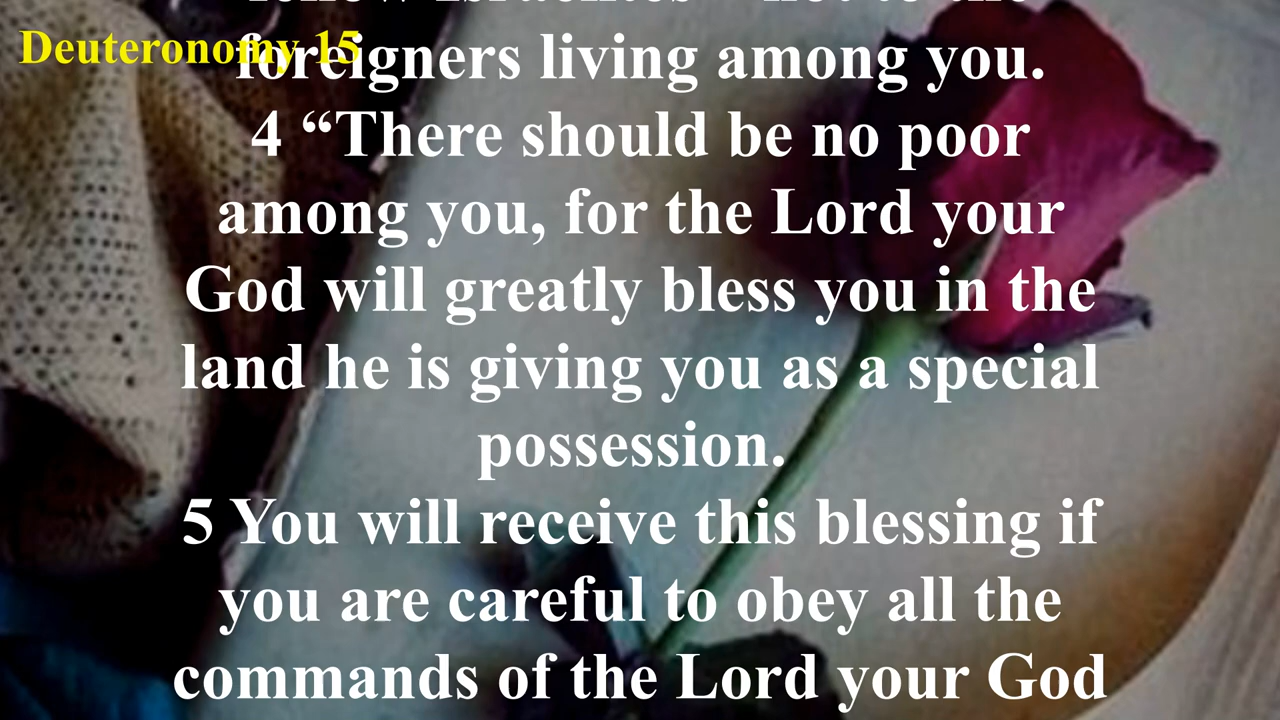 Deuteronomy 15
foreigners living among you.
4 “There should be no poor
among you, for the Lord your
God will greatly bless you in the
land he is giving you as a special
possession.
5 You will receive this blessing if
you are careful to obey all the
commands of the Lord your God